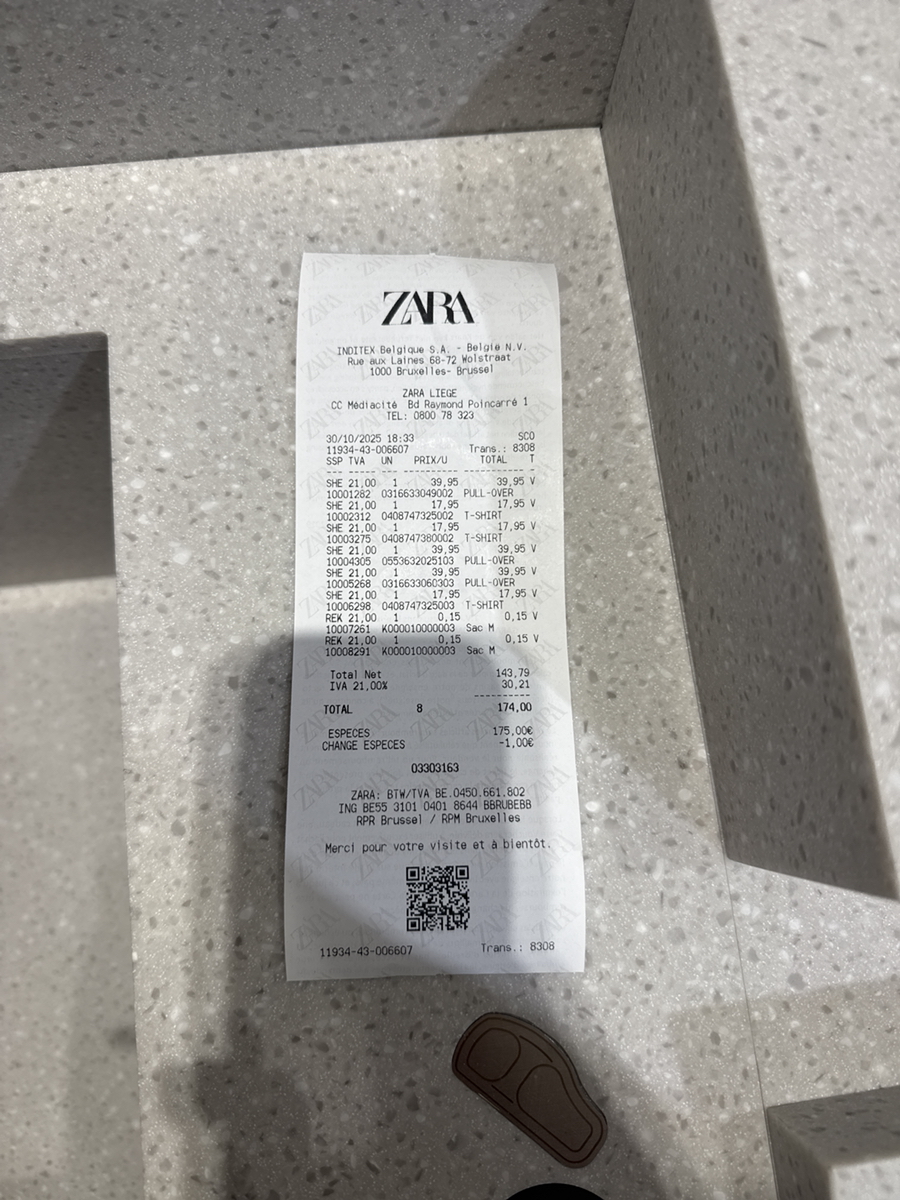 ZARA
INDITEX Belgique S.A. - Belgie N.V.
Rue aux Laines 68-72 Wolstraat
1000 Bruxelles- Brussel
ZARA LIEGE
CC Médiacité Bd Raymond Poincarré 1
TEL: 0800 78 323
30/10/2025 18:33 SCO
11934-43-006607 Trans.: 8308
SSP TVA UN PRIX/U TOTAL T
SHE 21,00 1 39,95 39,95 V
10001282 0316633049002 PULL-OVER
SHE 21,00 1 17,95 17,95 V
10002312 0408747325002 T-SHIRT
SHE 21,00 1 17,95 17,95 V
10003275 0408747380002 T-SHIRT
SHE 21,00 1 39,95 39,95 V
10004305 0553632025103 PULL-OVER
SHE 21,00 1 39,95 39,95 V
10005268 0316633060303 PULL-OVER
SHE 21,00 1 17,95 17,95 V
10006298 0408747325003 T-SHIRT
REK 21,00 1 0,15 0,15 V
10007261 K000010000003 Sac M
REK 21,00 1 0,15 0,15 V
10008291 K000010000003 Sac M
Total Net 143,79
IVA 21,00% 30,21
TOTAL 8 174,00
ESPECES 175,00€
CHANGE ESPECES -1,00€
03303163
ZARA: BTW/TVA BE.0450.661.802
ING BE55 3101 0401 8644 BBRUBEBB
RPR Brussel / RPM Bruxelles
Merci pour votre visite et à bientôt.
11934-43-006607 Trans.: 8308